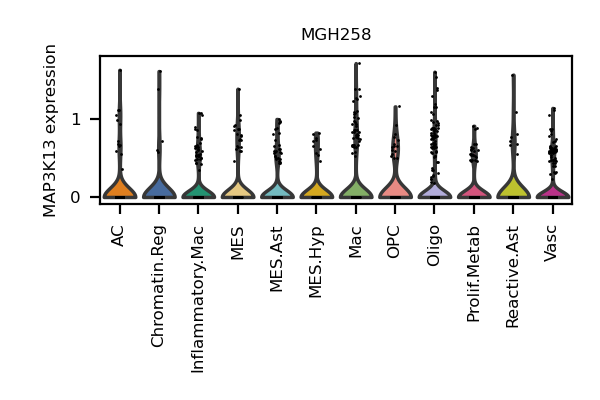 MGH258
MAP3K13 expression
1
0
AC
Chromatin.Reg
Inflammatory.Mac
MES
MES.Ast
MES.Hyp
Mac
OPC
Oligo
Prolif.Metab
Reactive.Ast
Vasc